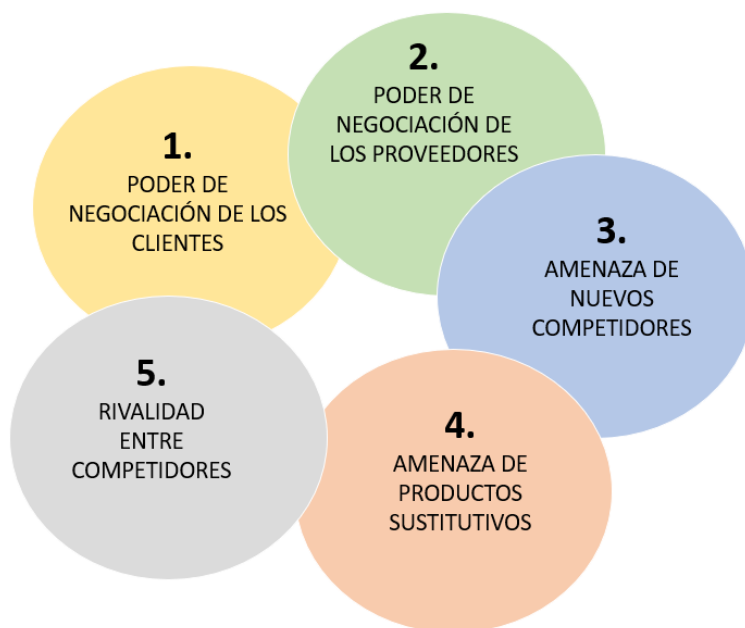 1.
PODER DE
NEGOCIACIÓN DE LOS
CLIENTES
2.
PODER DE
NEGOCIACIÓN DE
LOS PROVEEDORES
3.
AMENAZA DE
NUEVOS
COMPETIDORES
4.
AMENAZA DE
PRODUCTOS
SUSTITUTIVOS
5.
RIVALIDAD
ENTRE
COMPETIDORES